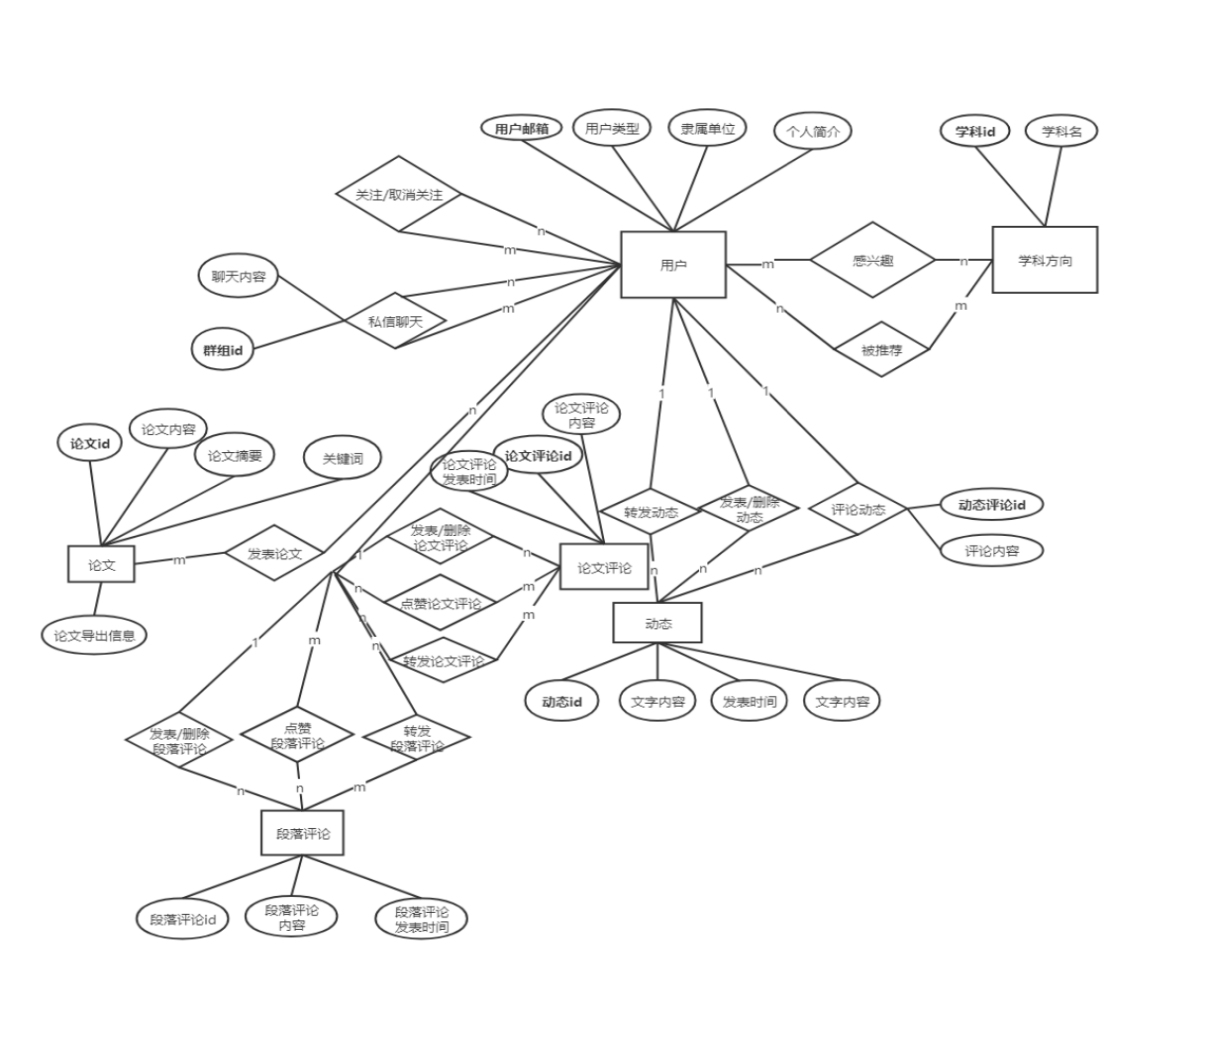 用户邮箱
用户类型
隶属单位
个人简介
学科id
学科名
关注/取消关注
n
m
用户
m
感兴趣
n
学科方向
聊天内容
n
m
私信聊天
群组id
n
m
被推荐
1
1
1
n
论文id
论文内容
论文摘要
关键词
论文评论
内容
论文评论id
论文评论
发表时间
转发动态
发表/删除
动态
评论动态
动态评论id
评论内容
论文
m
发表论文
1
发表/删除
论文评论
n
论文评论
n
n
n
n
点赞论文评论
m
n
转发论文评论
m
n
动态
论文导出信息
1
m
动态id
文字内容
发表时间
文字内容
发表/删除
段落评论
点赞
段落评论
转发
段落评论
n
n
m
段落评论
段落评论id
段落评论
内容
段落评论
发表时间